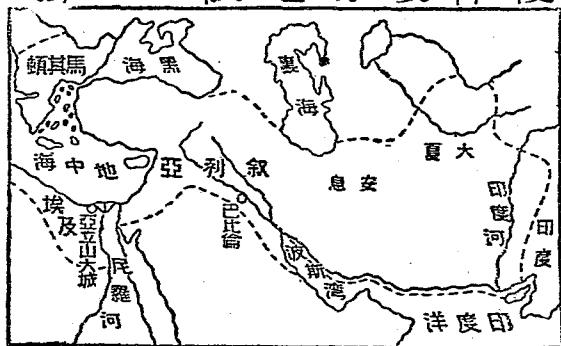 馬其頓
黑海
裏海
地中海
叙利亞
安息
大夏
印度河
印度
巴比倫
埃及
亞立山大城
民羅河
波斯灣
印度洋